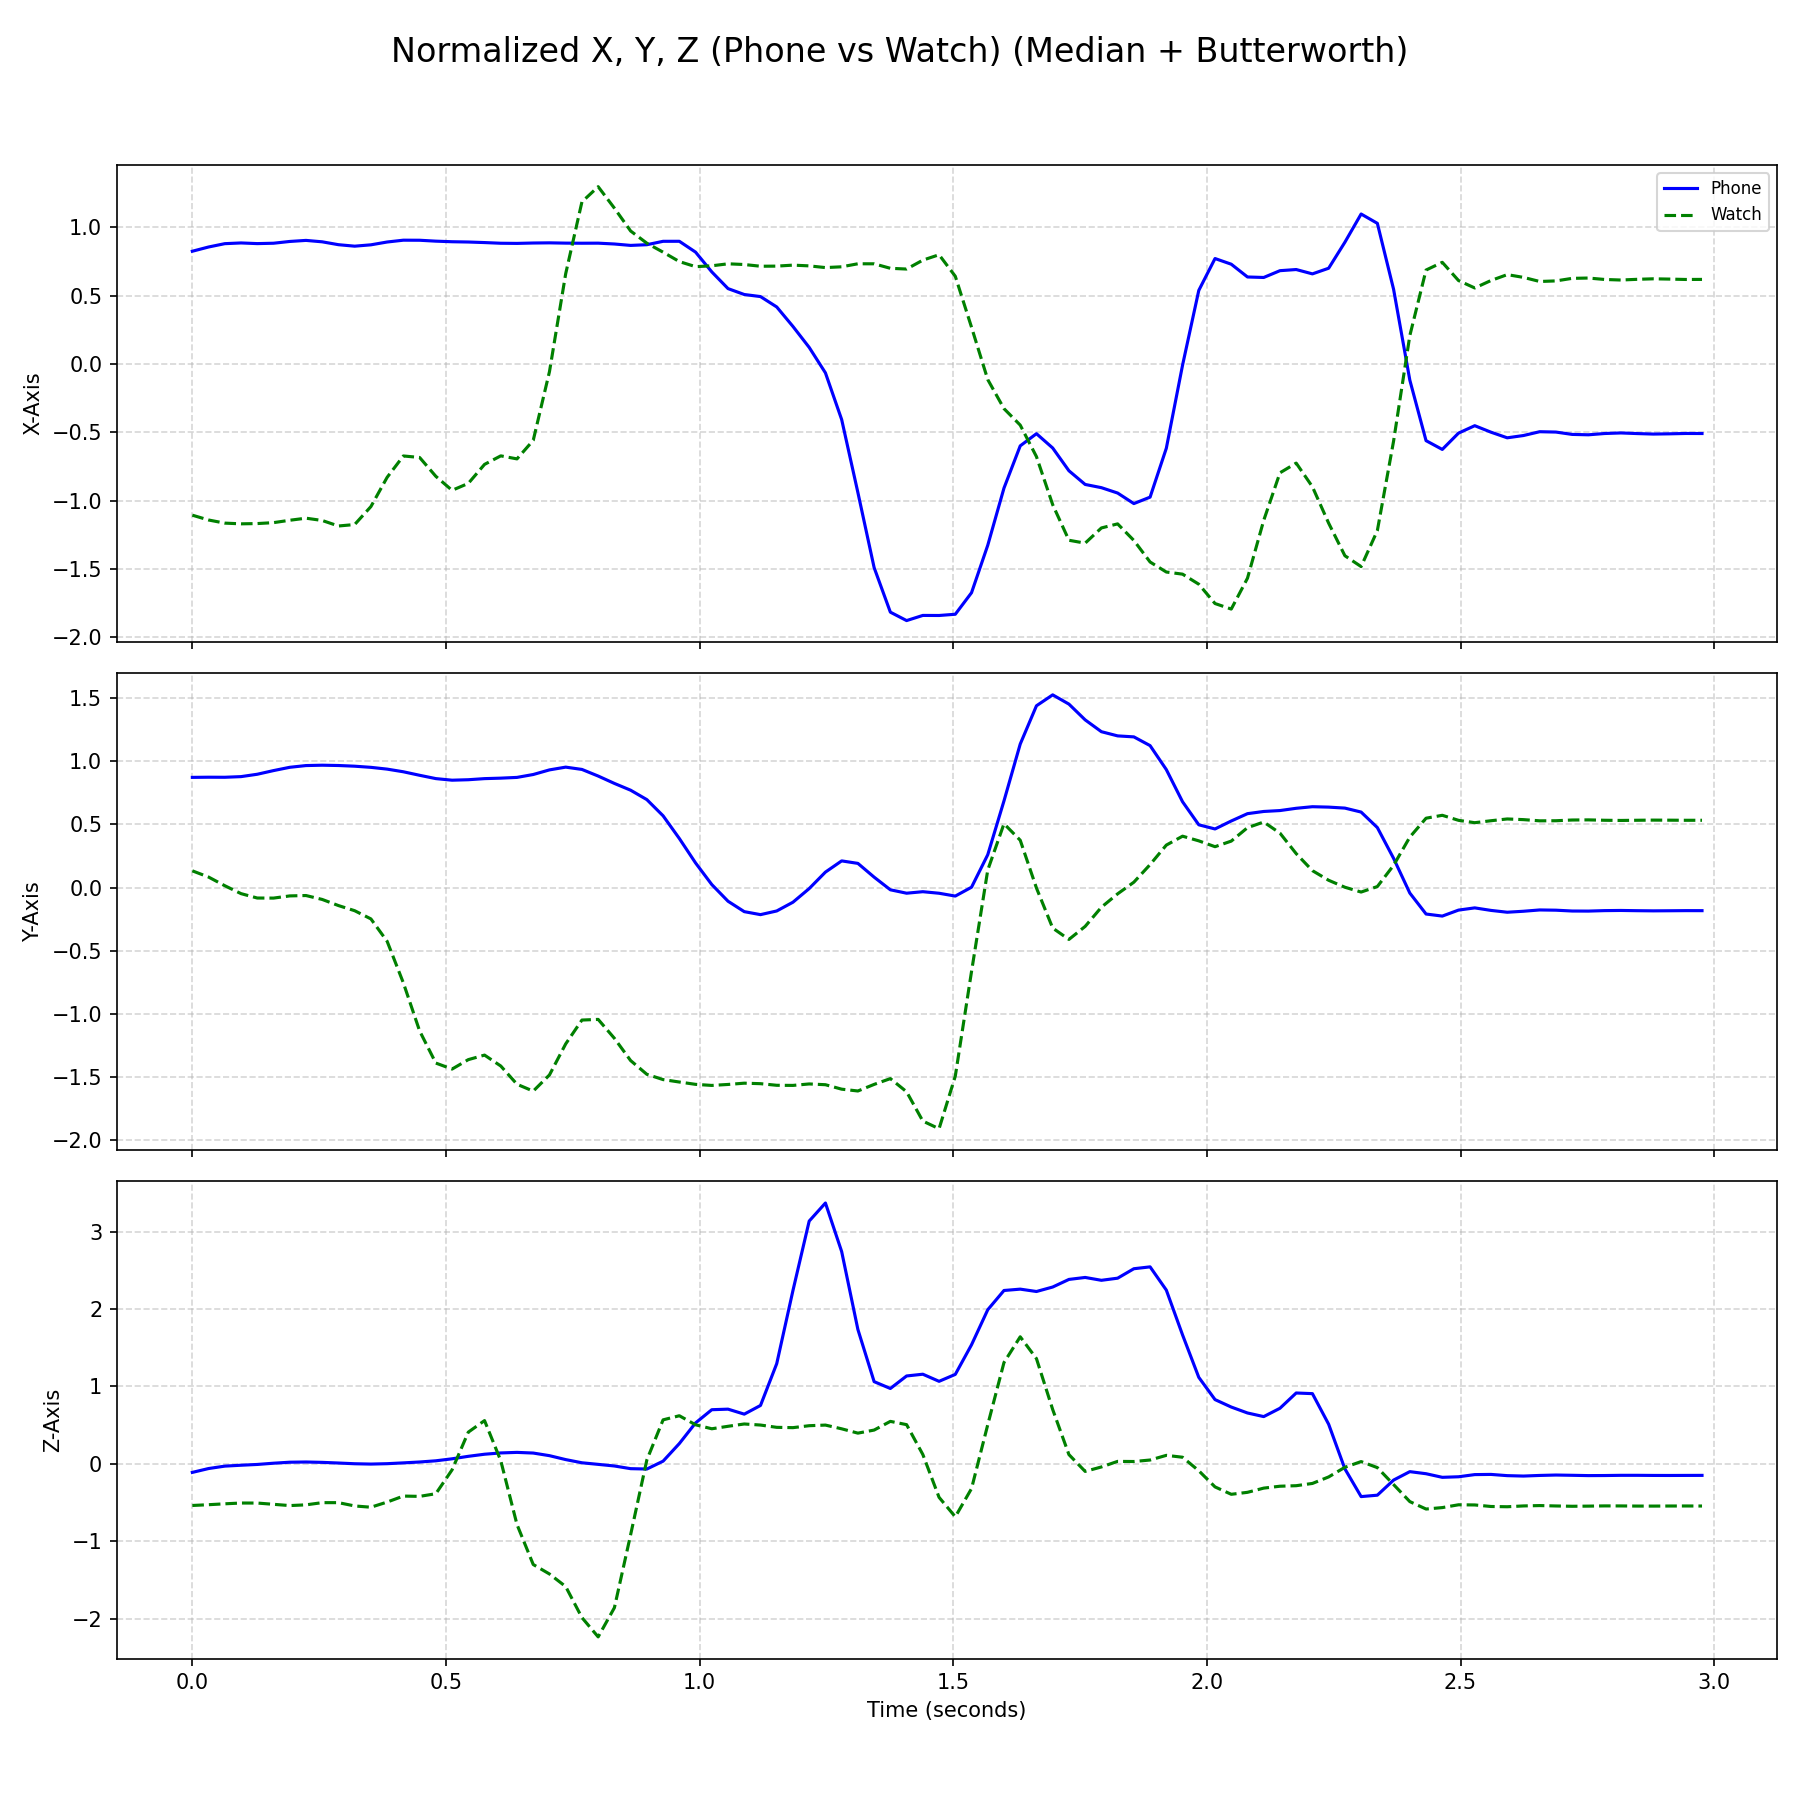 Normalized X, Y, Z (Phone vs Watch) (Median + Butterworth)
Phone
Watch
X-Axis
1.0
0.5
0.0
−0.5
−1.0
−1.5
−2.0
Y-Axis
1.5
1.0
0.5
0.0
−0.5
−1.0
−1.5
−2.0
Z-Axis
3
2
1
0
−1
−2
0.0 0.5 1.0 1.5 2.0 2.5 3.0
Time (seconds)